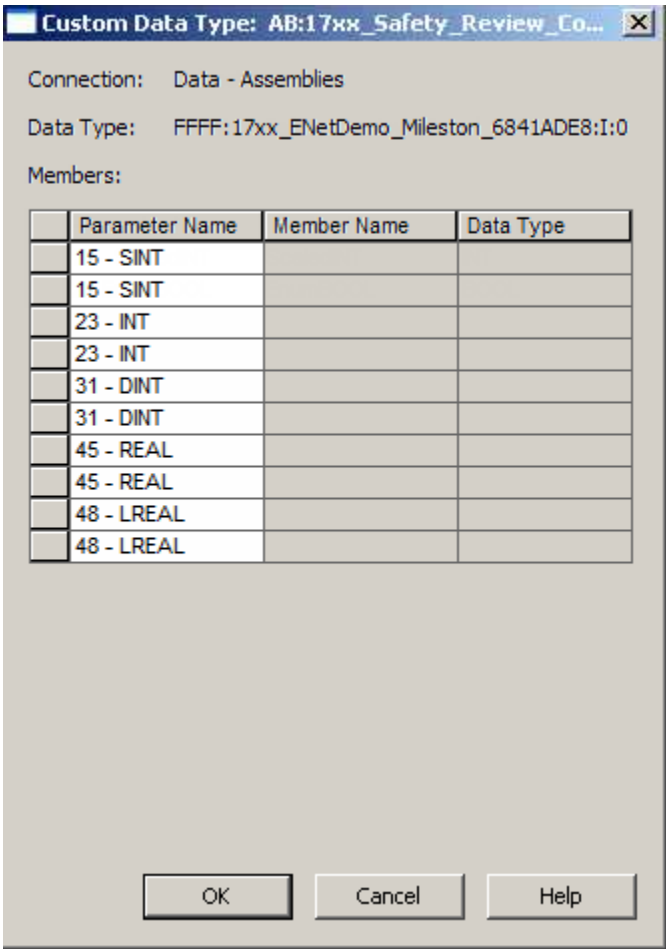 Custom Data Type: AB:17xx_Safety_Review_Co...
Connection: Data - Assemblies
Data Type: FFFF:17xx_ENetDemo_Mileston_6841ADE8:I:0
Members:
Parameter Name Member Name Data Type
15 - SINT
15 - SINT
23 - INT
23 - INT
31 - DINT
31 - DINT
45 - REAL
45 - REAL
48 - LREAL
48 - LREAL
OK Cancel Help